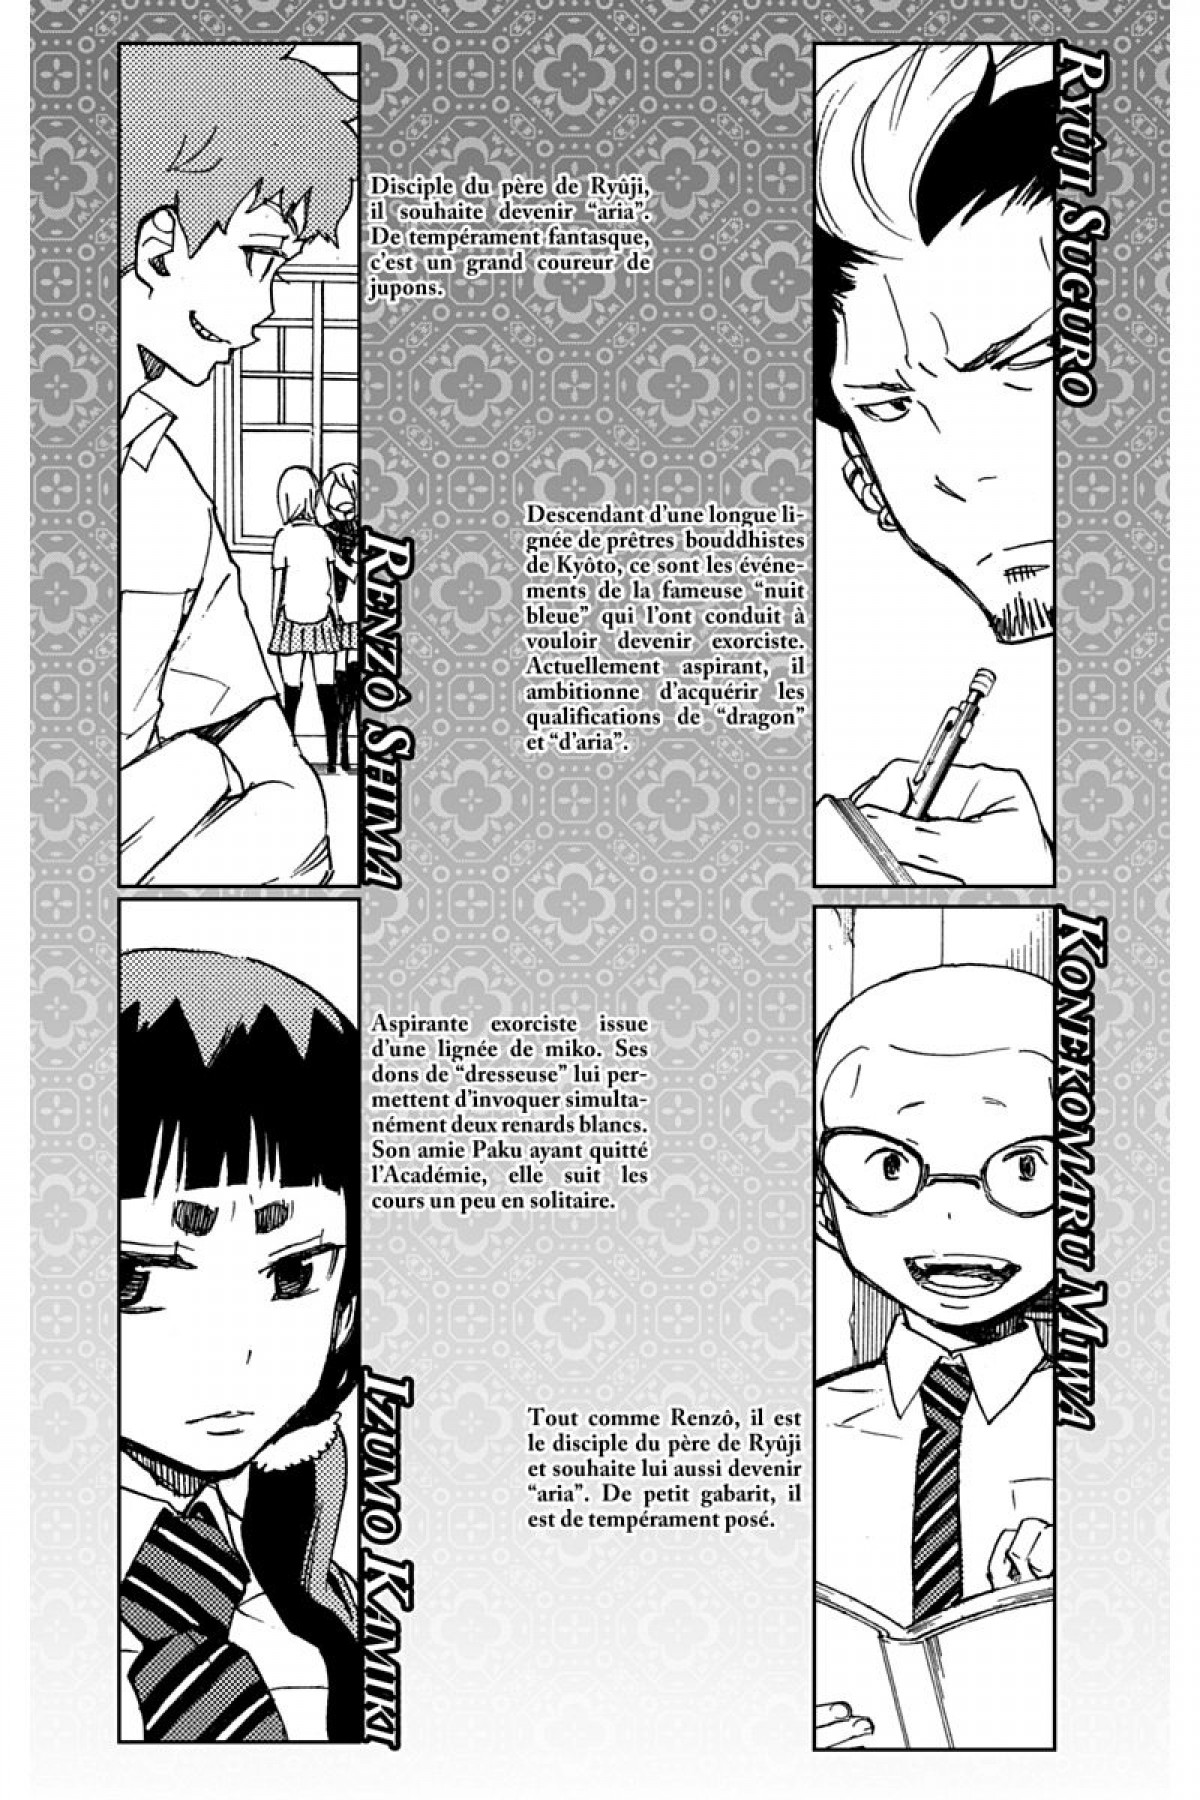 RYÛJI SUGURO
Descendant d'une longue li-
gnée de prêtres bouddhistes
de Kyôto, ce sont les événe-
ments de la fameuse “nuit
bleue” qui l'ont conduit à
vouloir devenir exorciste.
Actuellement aspirant, il
ambitionne d'acquérir les
qualifications de “dragon”
et “d'aria”.
RENZÔ SHIMA
Disciple du père de Ryûji,
il souhaite devenir “aria”.
De tempérament fantasque,
c'est un grand coureur de
jupons.
KONEKOMARU MIWA
Tout comme Renzô, il est
le disciple du père de Ryûji
et souhaite lui aussi devenir
“aria”. De petit gabarit, il
est de tempérament posé.
IZUMO KAMIKI
Aspirante exorciste issue
d'une lignée de miko. Ses
dons de “dresseuse” lui per-
mettent d'invoquer simulta-
nément deux renards blancs.
Son amie Paku ayant quitté
l'Académie, elle suit les
cours un peu en solitaire.